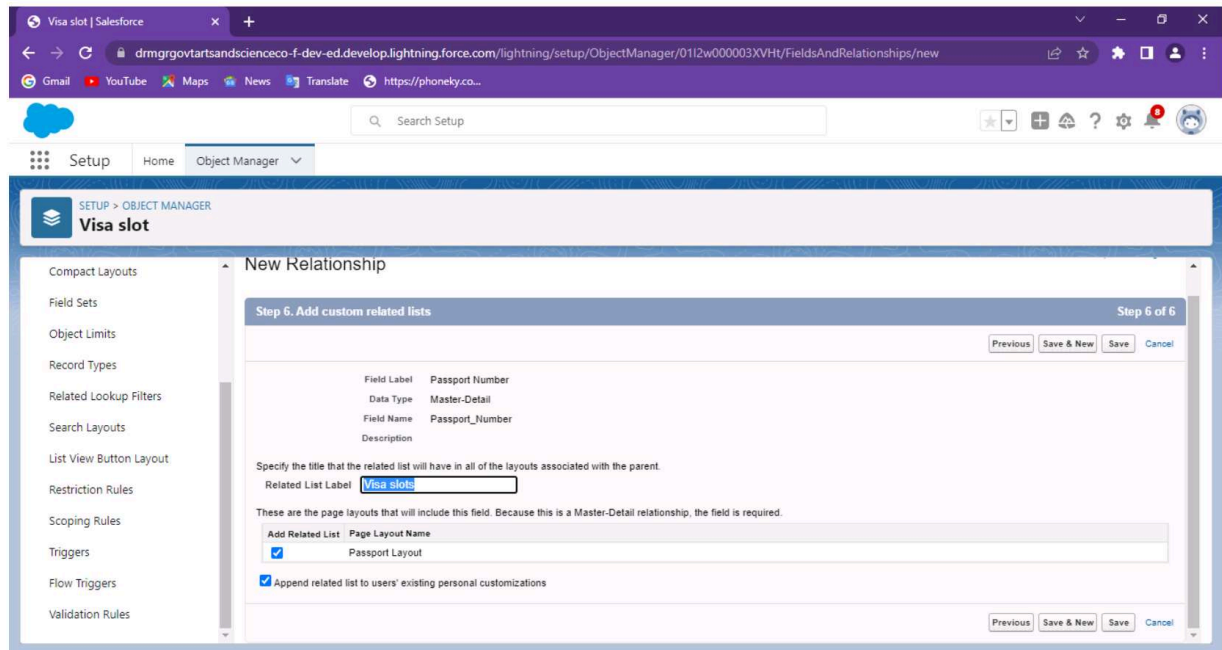 Visa slot | Salesforce
drmgrgovtartsandscienceco-f-dev-ed.develop.lightning.force.com/lightning/setup/ObjectManager/01I2w000003XVHt/FieldsAndRelationships/new
Gmail YouTube Maps News Translate https://phoneky.co...
Search Setup
8
Setup Home Object Manager
SETUP > OBJECT MANAGER
Visa slot
Compact Layouts
Field Sets
Object Limits
Record Types
Related Lookup Filters
Search Layouts
List View Button Layout
Restriction Rules
Scoping Rules
Triggers
Flow Triggers
Validation Rules
New Relationship
Step 6. Add custom related lists Step 6 of 6
Previous Save & New Save Cancel
Field Label Passport Number
Data Type Master-Detail
Field Name Passport_Number
Description
Specify the title that the related list will have in all of the layouts associated with the parent.
Related List Label Visa slots
These are the page layouts that will include this field. Because this is a Master-Detail relationship, the field is required.
Add Related List Page Layout Name
Passport Layout
Append related list to users' existing personal customizations
Previous Save & New Save Cancel